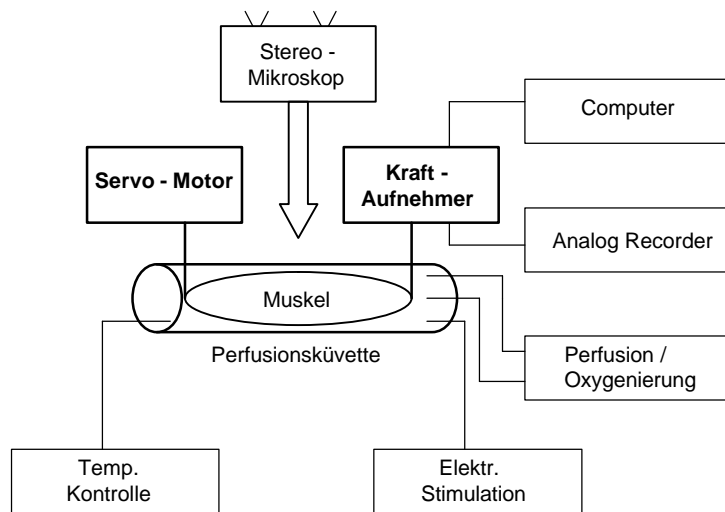 Stereo -
Mikroskop
Computer
Servo - Motor
Kraft -
Aufnehmer
Analog Recorder
Muskel
Perfusionsküvette
Perfusion /
Oxygenierung
Temp.
Kontrolle
Elektr.
Stimulation